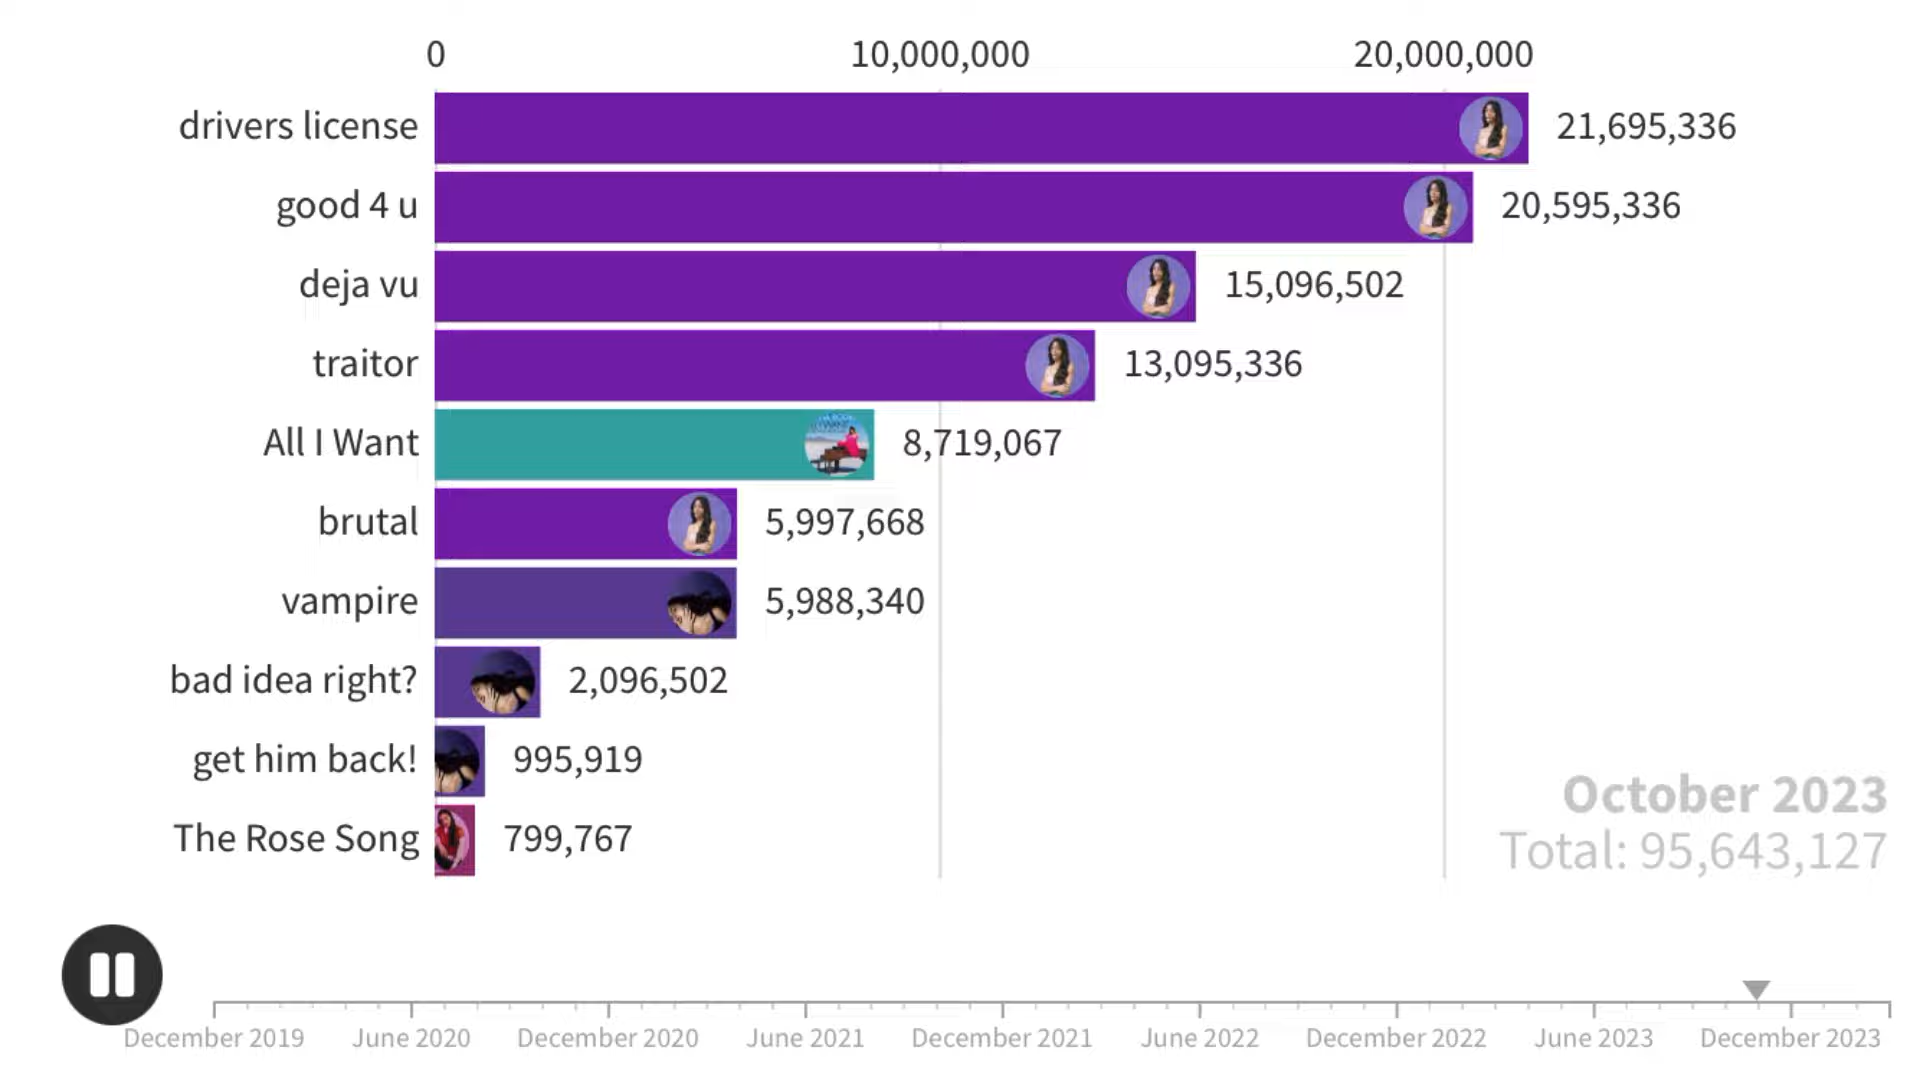 0 10,000,000 20,000,000
drivers license 21,695,336
good 4 u 20,595,336
deja vu 15,096,502
traitor 13,095,336
All I Want 8,719,067
brutal 5,997,668
vampire 5,988,340
bad idea right? 2,096,502
get him back! 995,919
The Rose Song 799,767
October 2023
Total: 95,643,127
December 2019 June 2020 December 2020 June 2021 December 2021 June 2022 December 2022 June 2023 December 2023